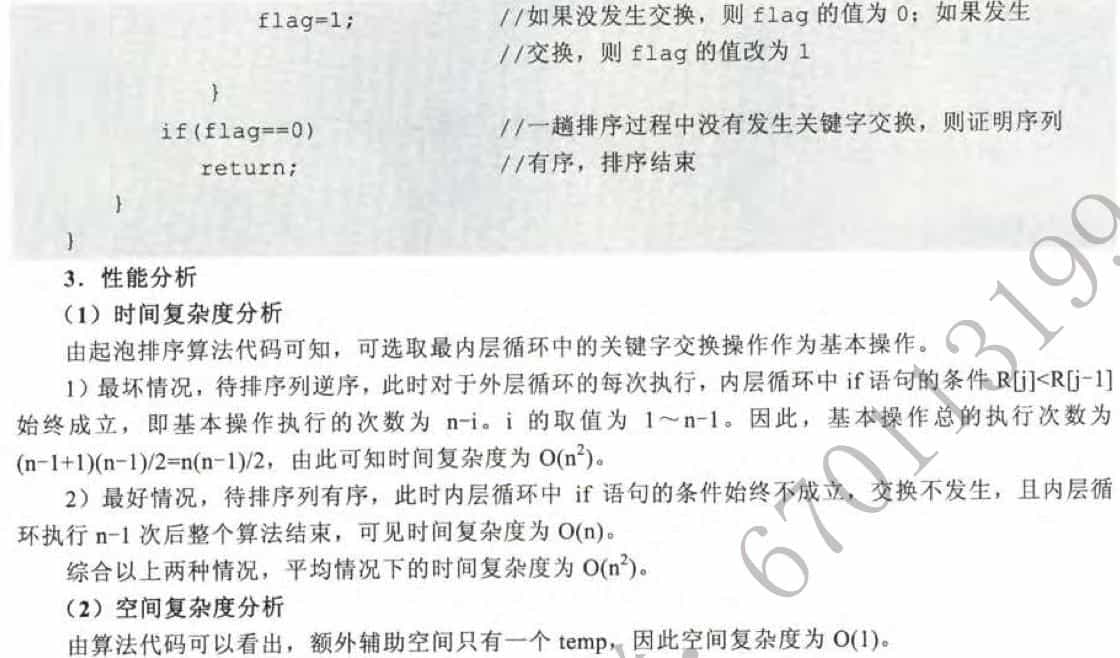 flag=1; //如果没发生交换，则 flag 的值为 0；如果发生
//交换，则 flag 的值改为 1
}
if(flag==0) //一趟排序过程中没有发生关键字交换，则证明序列
return; //有序，排序结束
}
}
3．性能分析
（1）时间复杂度分析
由起泡排序算法代码可知，可选取最内层循环中的关键字交换操作作为基本操作。
1）最坏情况，待排序列逆序，此时对于外层循环的每次执行，内层循环中 if 语句的条件 R[j]<R[j-1]
始终成立，即基本操作执行的次数为 n-i。i 的取值为 1～n-1。因此，基本操作总的执行次数为
(n-1+1)(n-1)/2=n(n-1)/2，由此可知时间复杂度为 O(n²)。
2）最好情况，待排序列有序，此时内层循环中 if 语句的条件始终不成立，交换不发生，且内层循
环执行 n-1 次后整个算法结束，可见时间复杂度为 O(n)。
综合以上两种情况，平均情况下的时间复杂度为 O(n²)。
（2）空间复杂度分析
由算法代码可以看出，额外辅助空间只有一个 temp，因此空间复杂度为 O(1)。
670113199